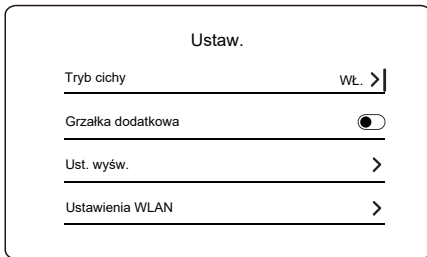 Ustaw.
Tryb cichy WŁ.
Grzałka dodatkowa
Ust. wyśw.
Ustawienia WLAN